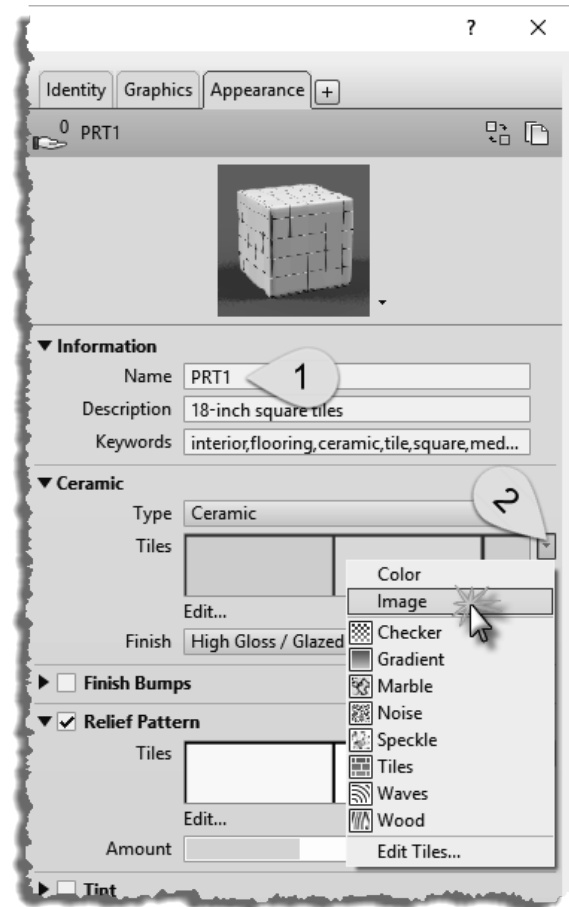 ? ×
Identity Graphics Appearance +
0 PRT1
Information
Name PRT1 1
Description 18-inch square tiles
Keywords interior,flooring,ceramic,tile,square,med...
Ceramic
2
Type Ceramic
Tiles
Color
Edit... Image
Finish High Gloss / Glazed Checker
Gradient
Finish Bumps Marble
Noise
Relief Pattern
Speckle
Tiles Tiles
Waves
Edit... Wood
Amount Edit Tiles...
Tint